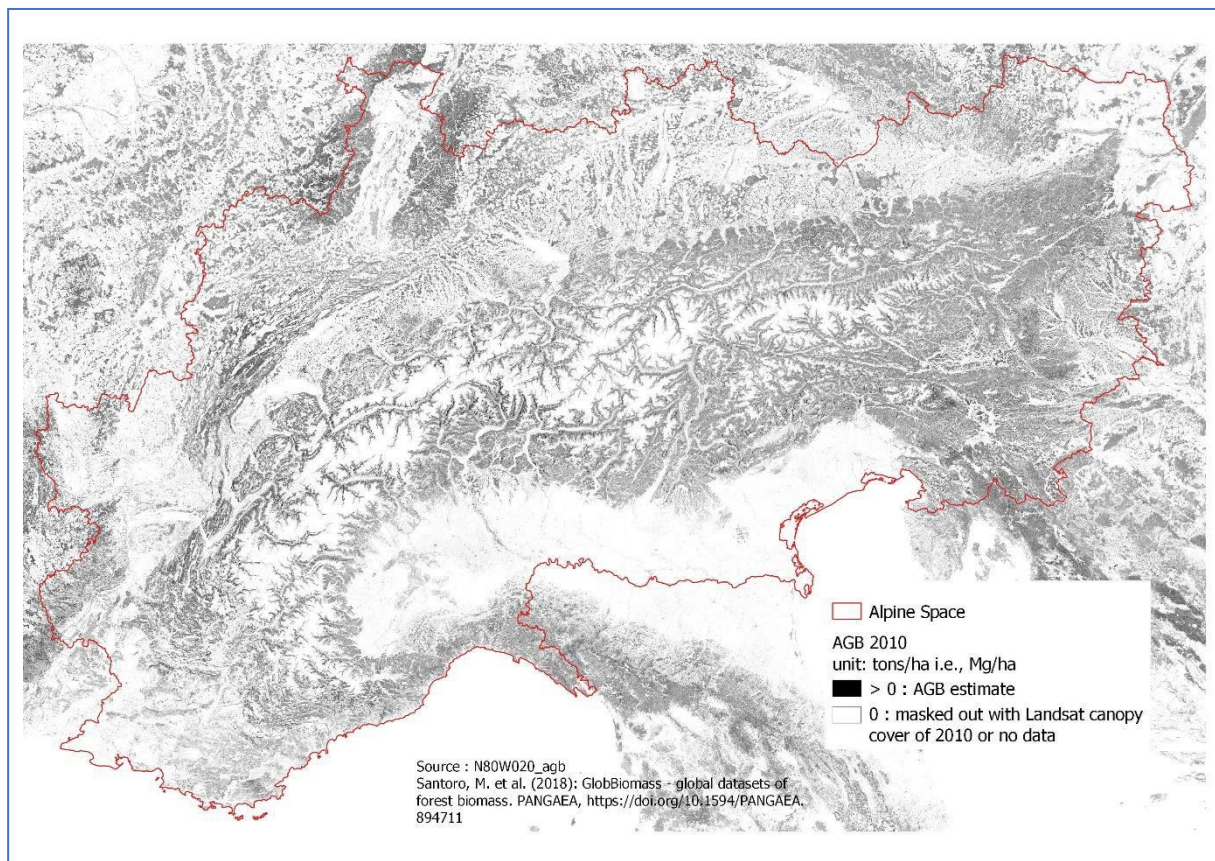 Alpine Space
AGB 2010
unit: tons/ha i.e., Mg/ha
> 0 : AGB estimate
0 : masked out with Landsat canopy
cover of 2010 or no data
Source : N80W020_agb
Santoro, M. et al. (2018): GlobBiomass - global datasets of
forest biomass. PANGAEA, https://doi.org/10.1594/PANGAEA.
894711